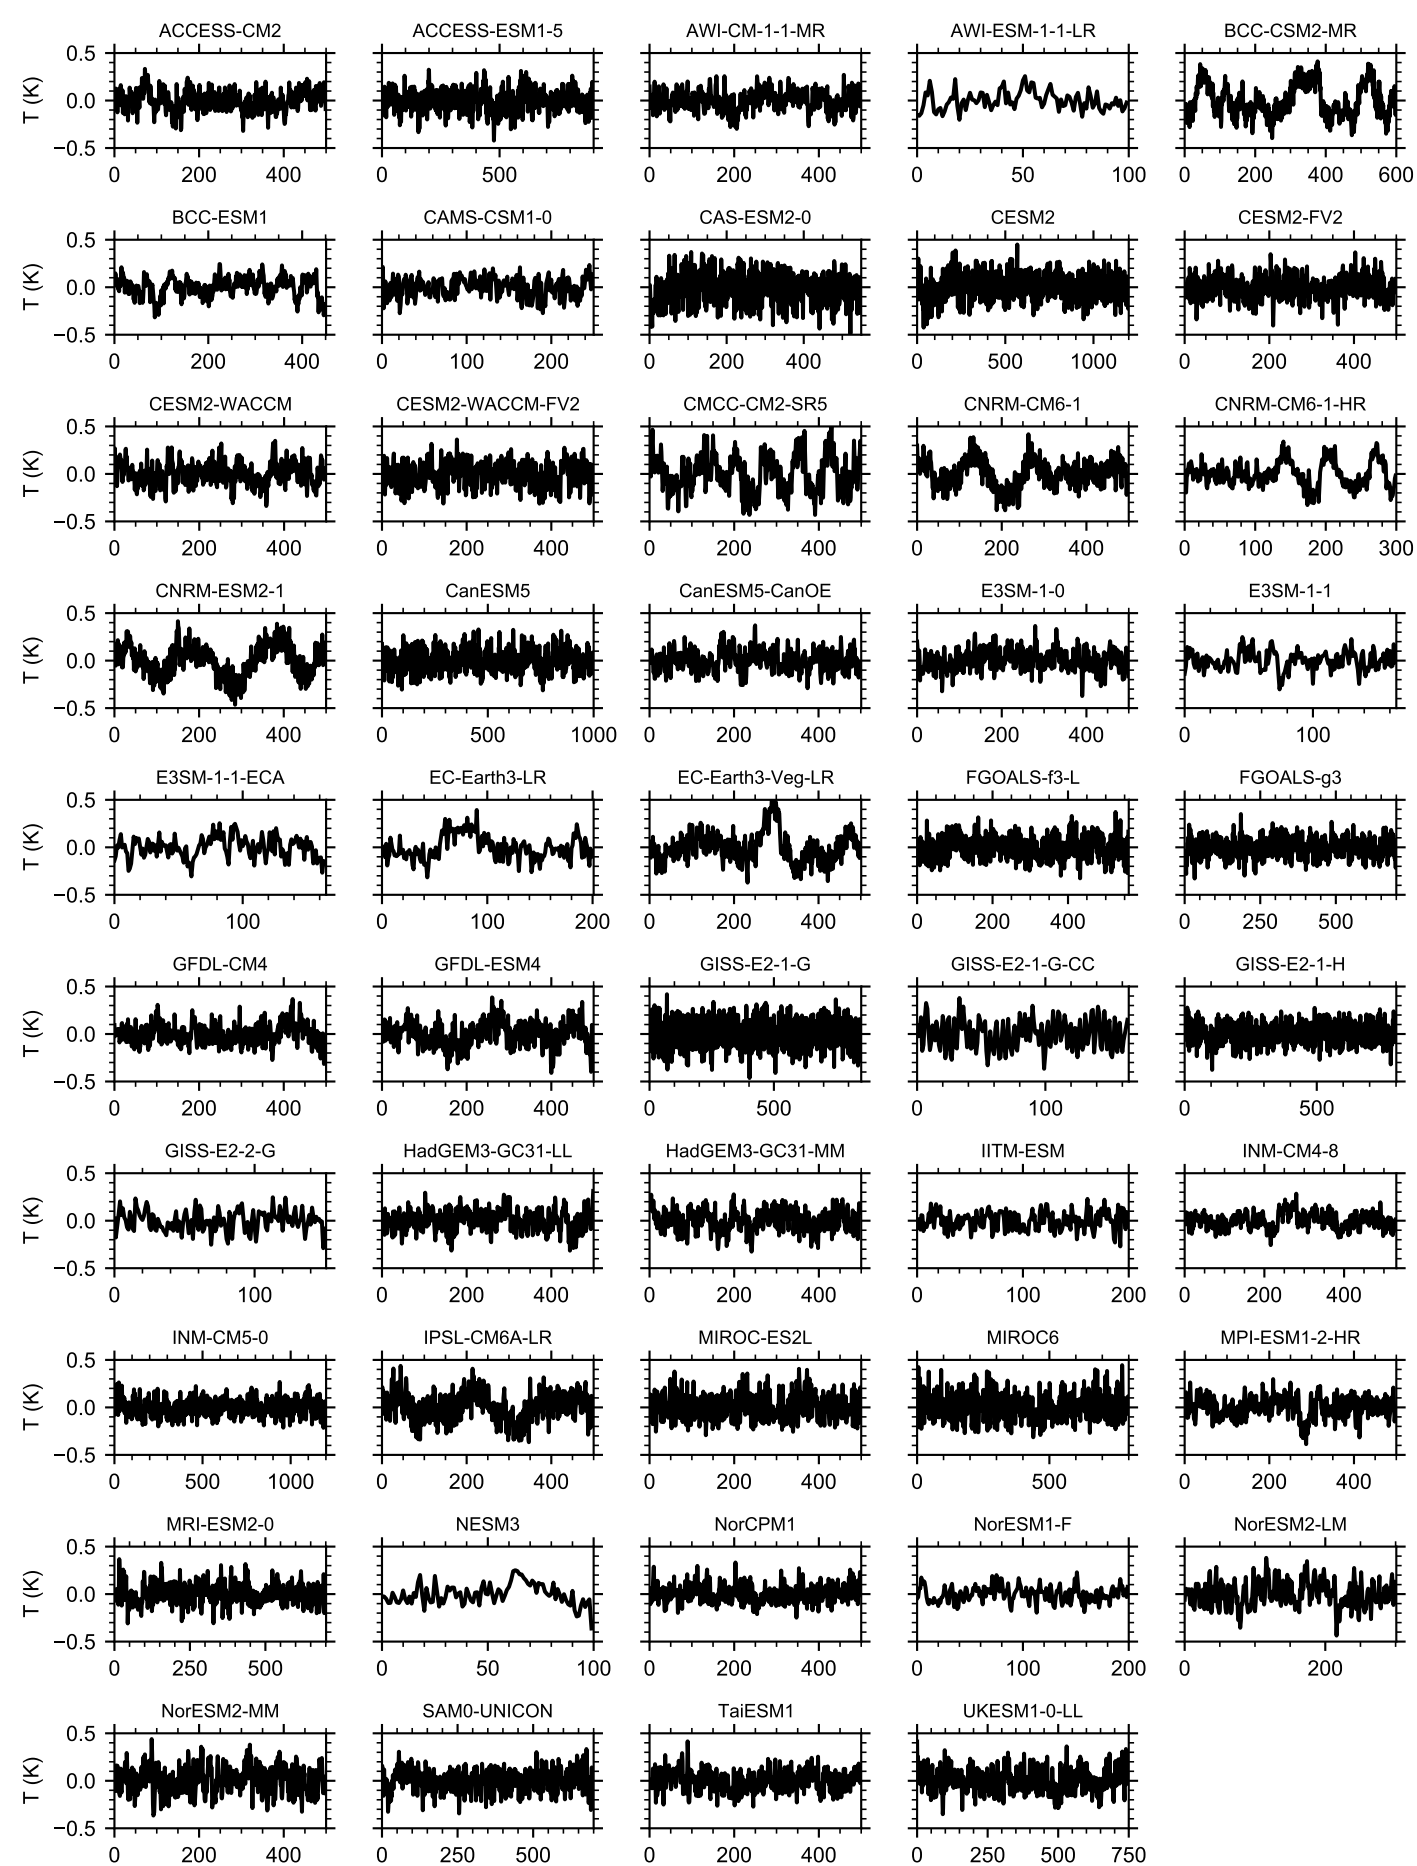 ACCESS-CM2 ACCESS-ESM1-5 AWI-CM-1-1-MR AWI-ESM-1-1-LR BCC-CSM2-MR
0.5
T (K) 0.0
−0.5
0 200 400 0 500 0 200 400 0 50 100 0 200 400 600
BCC-ESM1 CAMS-CSM1-0 CAS-ESM2-0 CESM2 CESM2-FV2
0.5
T (K) 0.0
−0.5
0 200 400 0 100 200 0 200 400 0 500 1000 0 200 400
CESM2-WACCM CESM2-WACCM-FV2 CMCC-CM2-SR5 CNRM-CM6-1 CNRM-CM6-1-HR
0.5
T (K) 0.0
−0.5
0 200 400 0 200 400 0 200 400 0 200 400 0 100 200 300
CNRM-ESM2-1 CanESM5 CanESM5-CanOE E3SM-1-0 E3SM-1-1
0.5
T (K) 0.0
−0.5
0 200 400 0 500 1000 0 200 400 0 200 400 0 100
E3SM-1-1-ECA EC-Earth3-LR EC-Earth3-Veg-LR FGOALS-f3-L FGOALS-g3
0.5
T (K) 0.0
−0.5
0 100 0 100 200 0 200 400 0 200 400 0 250 500
GFDL-CM4 GFDL-ESM4 GISS-E2-1-G GISS-E2-1-G-CC GISS-E2-1-H
0.5
T (K) 0.0
−0.5
0 200 400 0 200 400 0 500 0 100 0 500
GISS-E2-2-G HadGEM3-GC31-LL HadGEM3-GC31-MM IITM-ESM INM-CM4-8
0.5
T (K) 0.0
−0.5
0 100 0 200 400 0 200 400 0 100 200 0 200 400
INM-CM5-0 IPSL-CM6A-LR MIROC-ES2L MIROC6 MPI-ESM1-2-HR
0.5
T (K) 0.0
−0.5
0 500 1000 0 200 400 0 200 400 0 500 0 200 400
MRI-ESM2-0 NESM3 NorCPM1 NorESM1-F NorESM2-LM
0.5
T (K) 0.0
−0.5
0 250 500 0 50 100 0 200 400 0 100 200 0 200
NorESM2-MM SAM0-UNICON TaiESM1 UKESM1-0-LL
0.5
T (K) 0.0
−0.5
0 200 400 0 250 500 0 200 400 0 250 500 750